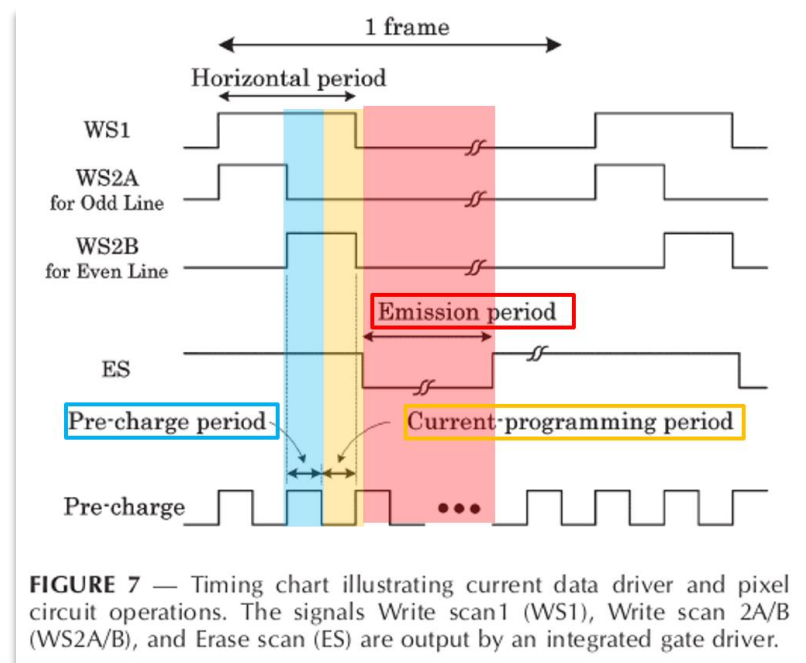 1 frame
Horizontal period
WS1
WS2A
for Odd Line
WS2B
for Even Line
Emission period
ES
Pre-charge period
Current-programming period
Pre-charge
FIGURE 7 — Timing chart illustrating current data driver and pixel
circuit operations. The signals Write scan1 (WS1), Write scan 2A/B
(WS2A/B), and Erase scan (ES) are output by an integrated gate driver.